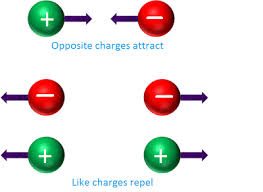 + −
Opposite charges attract
− −
+ +
Like charges repel